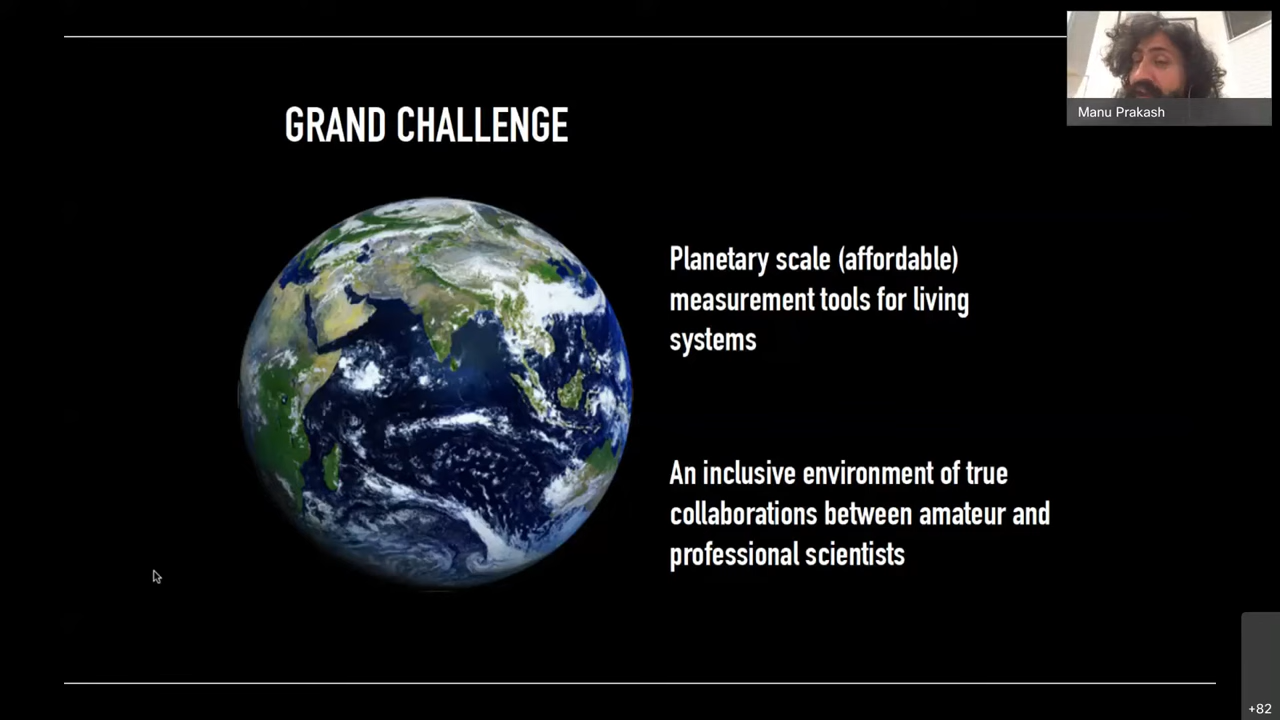 GRAND CHALLENGE
Manu Prakash
Planetary scale (affordable)
measurement tools for living
systems
An inclusive environment of true
collaborations between amateur and
professional scientists
+82